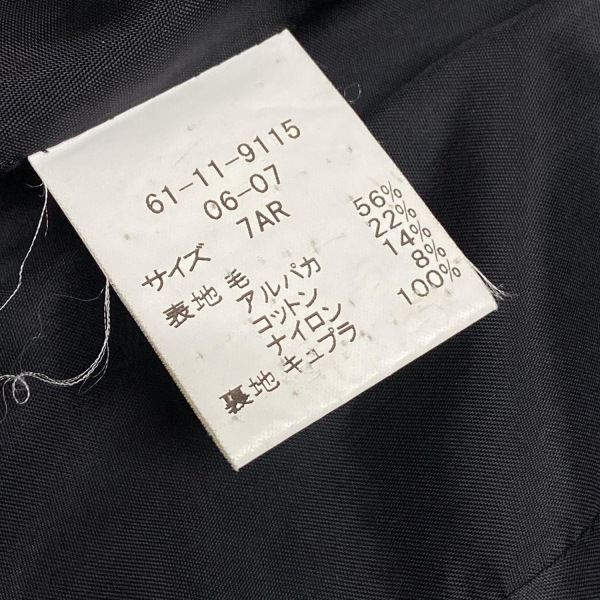 61-11-9115
06-07
サイズ 7AR
表地 毛 56%
アルパカ 22%
コットン 14%
ナイロン 8%
裏地 キュプラ 100%